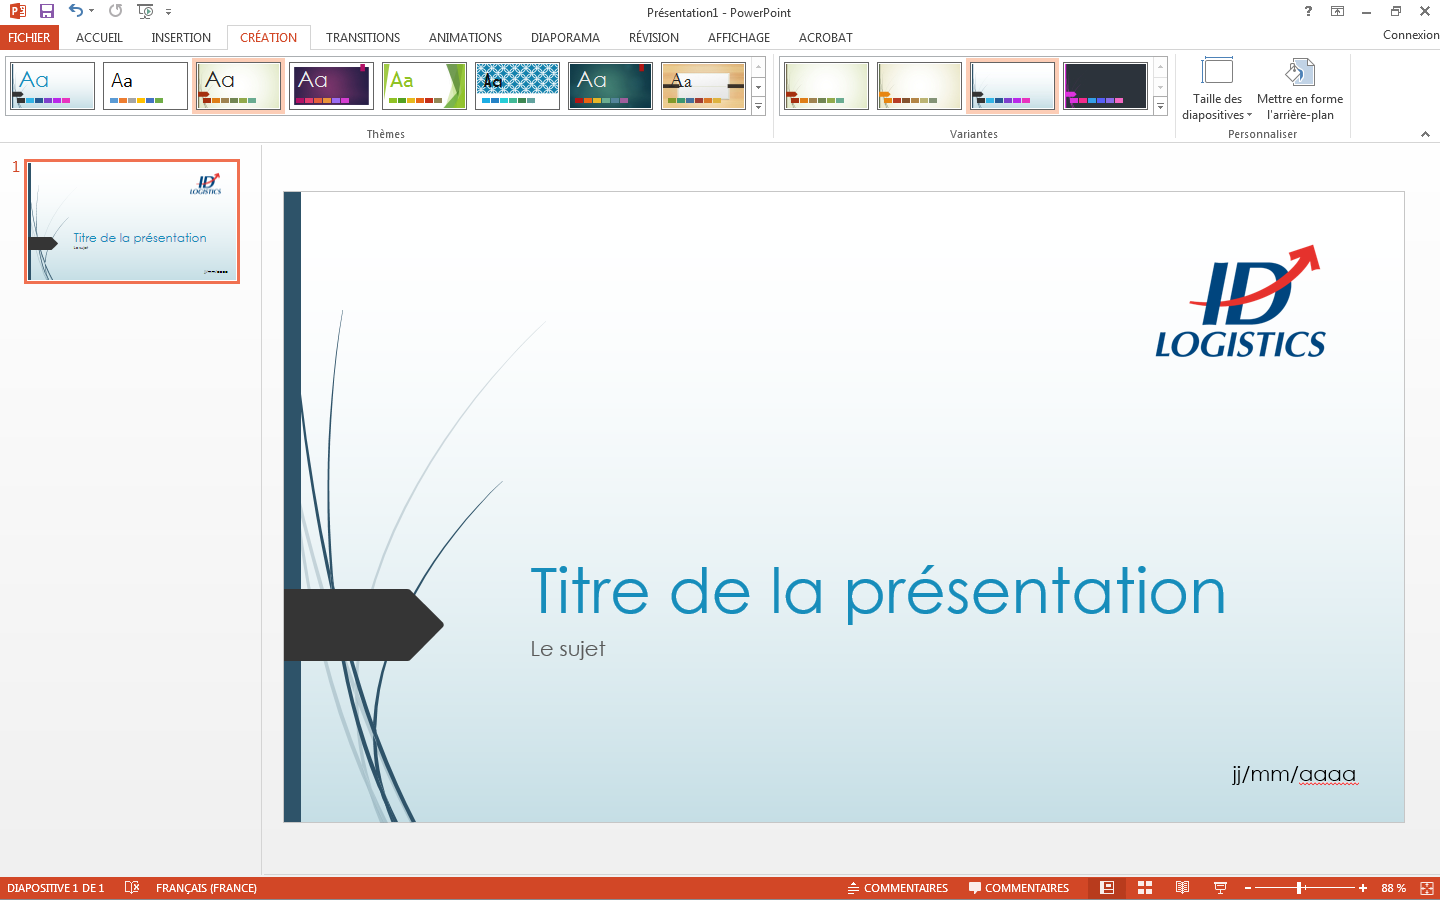 Présentation1 - PowerPoint
?
Connexion
FICHIER ACCUEIL INSERTION CRÉATION TRANSITIONS ANIMATIONS DIAPORAMA RÉVISION AFFICHAGE ACROBAT
Aa Aa Aa Aa Aa Aa Aa Aa
Taille des diapositives
Mettre en forme l'arrière-plan
Thèmes Variantes Personnaliser
1
ID
LOGISTICS
Titre de la présentation
Le sujet
jj/mm/aaaa
ID
LOGISTICS
Titre de la présentation
Le sujet
jj/mm/aaaa
DIAPOSITIVE 1 DE 1 FRANÇAIS (FRANCE) COMMENTAIRES COMMENTAIRES 88 %